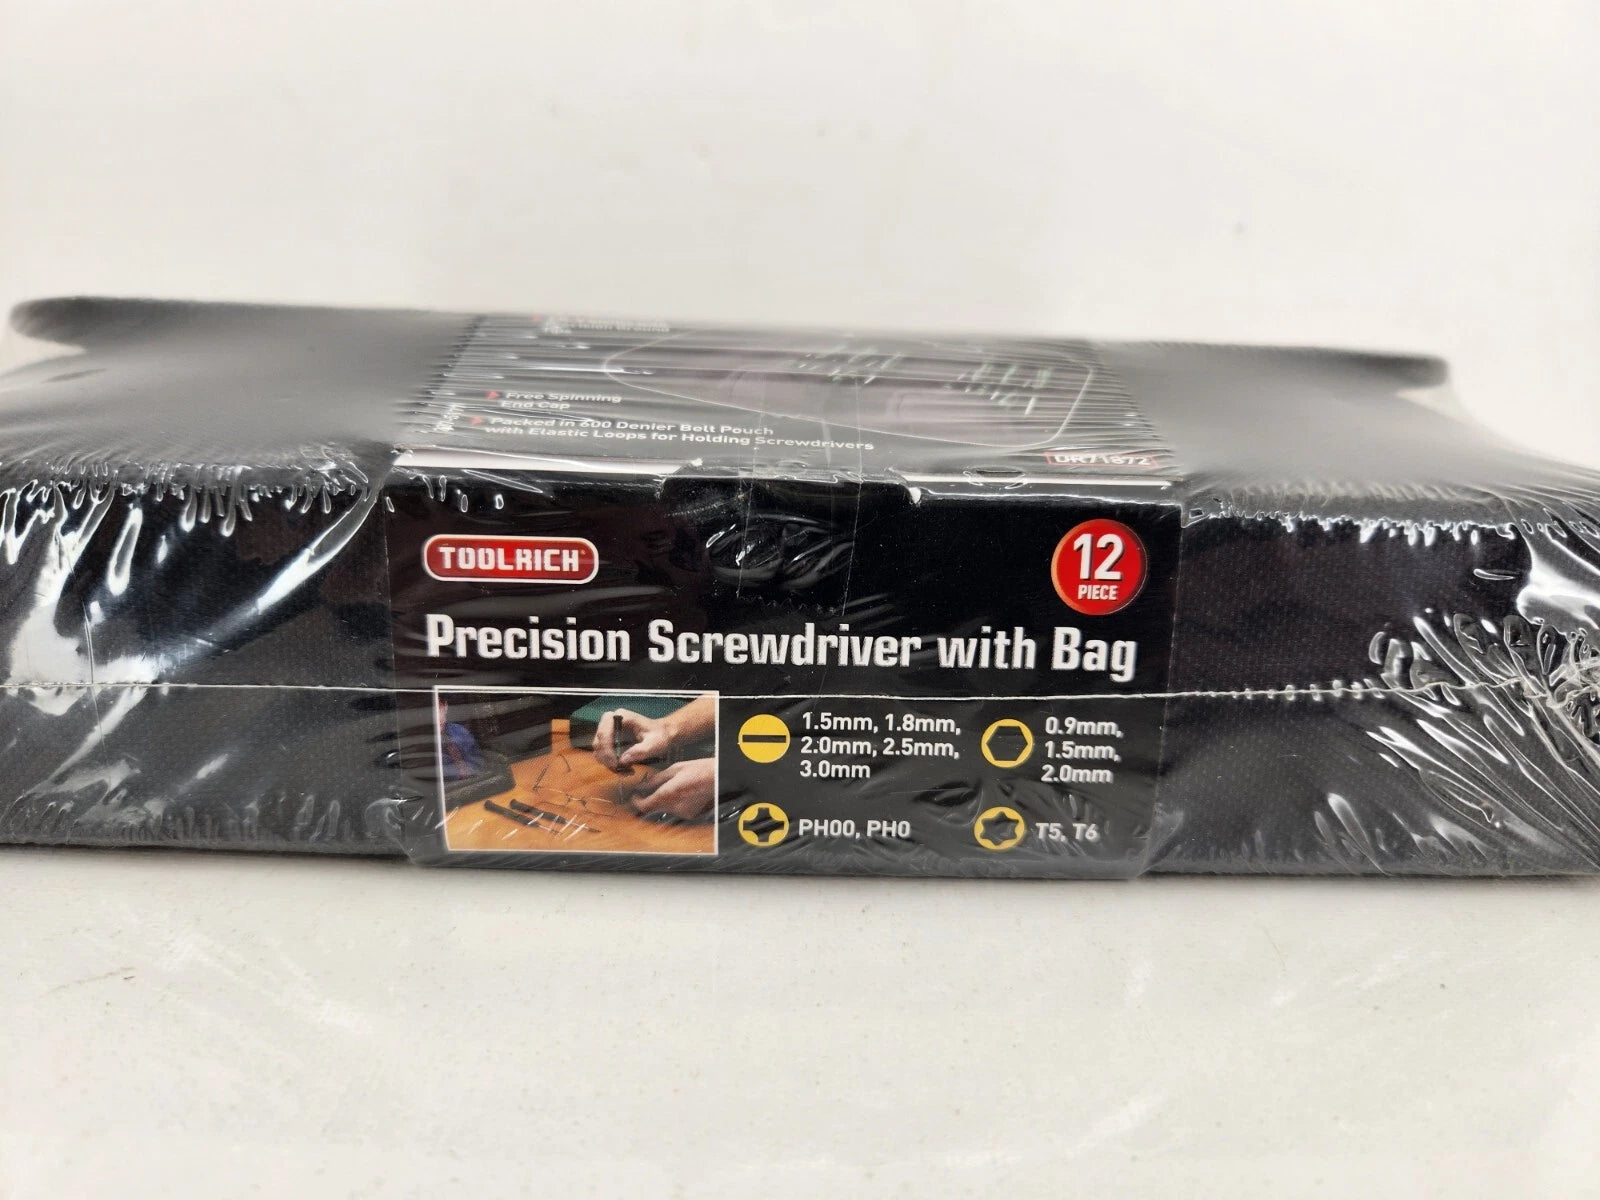 Free Spinning
End Cap
Packed in 600 Denier Belt Pouch
with Elastic Loops for Holding Screwdrivers
DR71672
TOOLRICH
12
PIECE
Precision Screwdriver with Bag
1.5mm, 1.8mm,
2.0mm, 2.5mm,
3.0mm
0.9mm,
1.5mm,
2.0mm
PH00, PH0
T5, T6